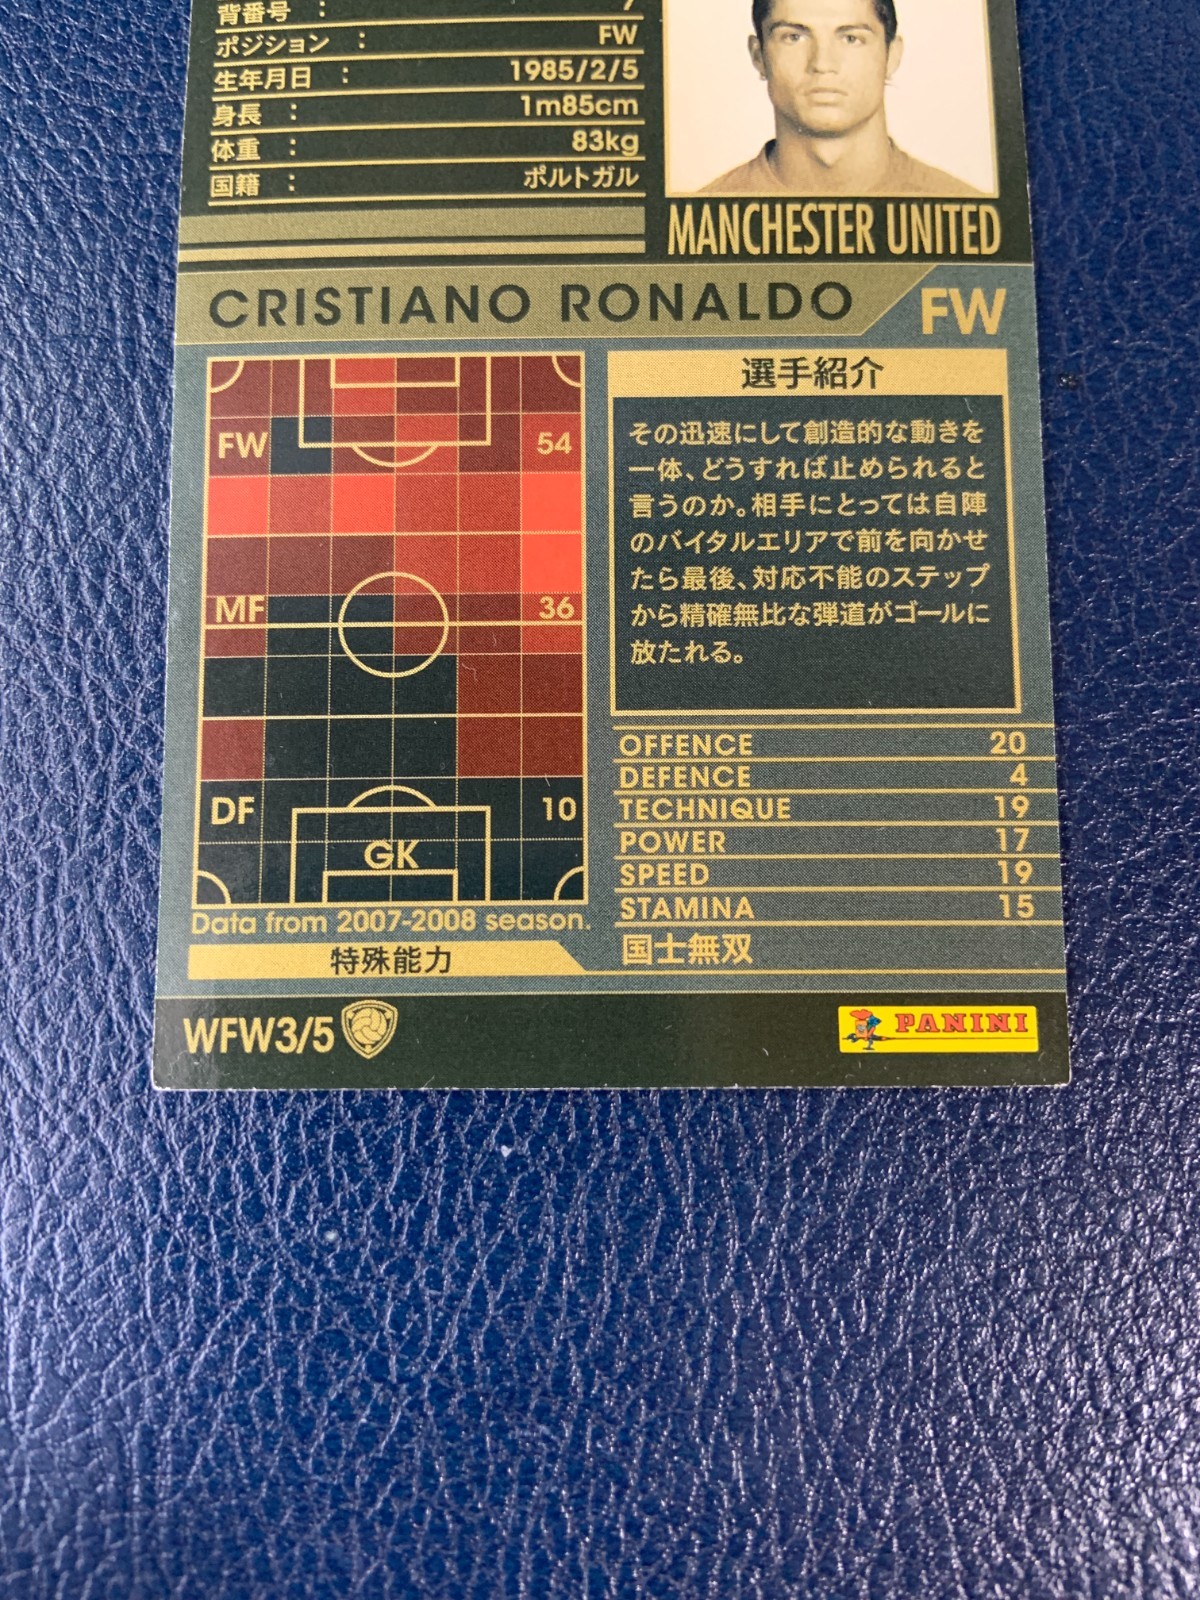 背番号 : 7
ポジション : FW
生年月日 : 1985/2/5
身長 : 1m85cm
体重 : 83kg
国籍 : ポルトガル
MANCHESTER UNITED
CRISTIANO RONALDO FW
FW 54
MF 36
DF 10
GK
Data from 2007-2008 season.
選手紹介
その迅速にして創造的な動きを
一体、どうすれば止められると
言うのか。相手にとっては自陣
のバイタルエリアで前を向かせ
たら最後、対応不能のステップ
から精確無比な弾道がゴールに
放たれる。
OFFENCE 20
DEFENCE 4
TECHNIQUE 19
POWER 17
SPEED 19
STAMINA 15
特殊能力 国士無双
WFW3/5
PANINI